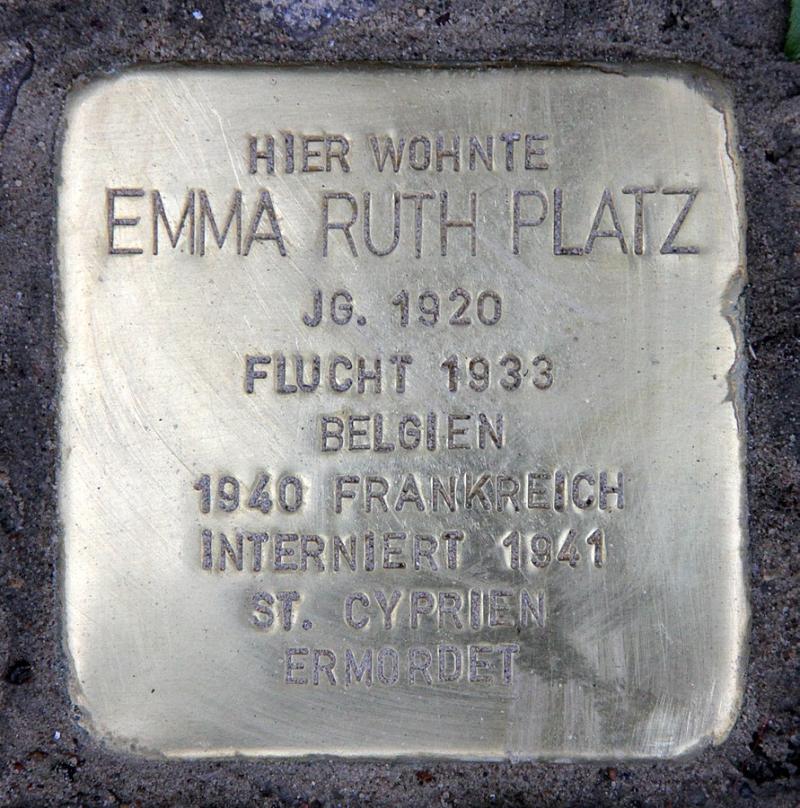 HIER WOHNTE
EMMA RUTH PLATZ
JG. 1920
FLUCHT 1933
BELGIEN
1940 FRANKREICH
INTERNIERT 1941
ST. CYPRIEN
ERMORDET